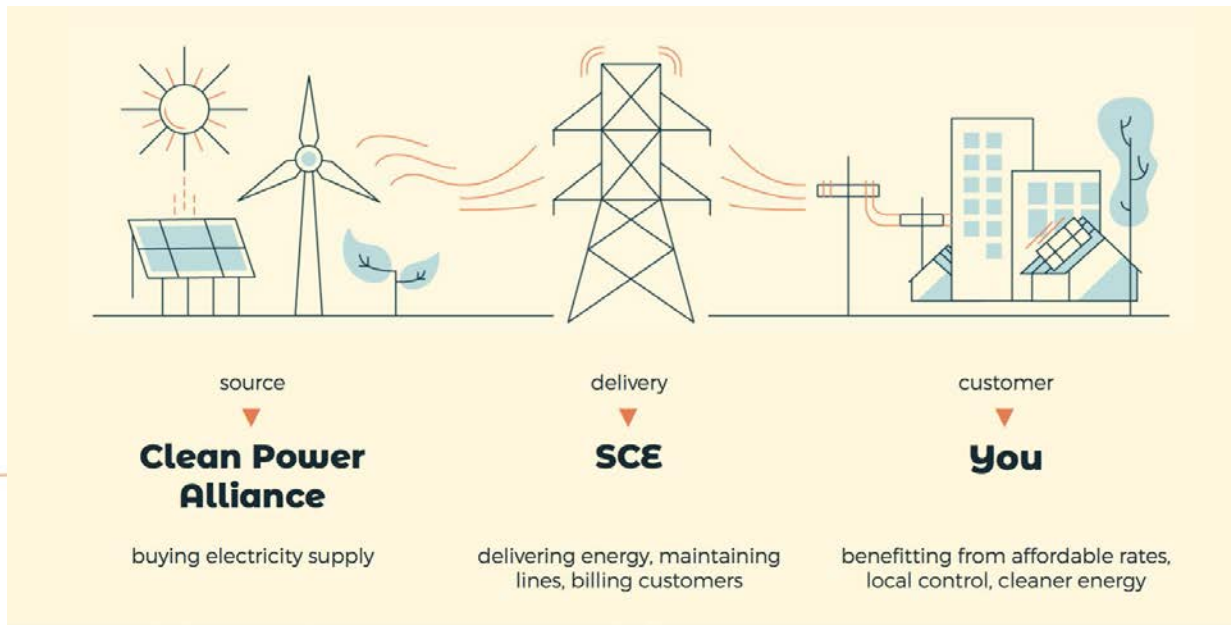 source
Clean Power
Alliance
buying electricity supply
delivery
SCE
delivering energy, maintaining
lines, billing customers
customer
You
benefitting from affordable rates,
local control, cleaner energy